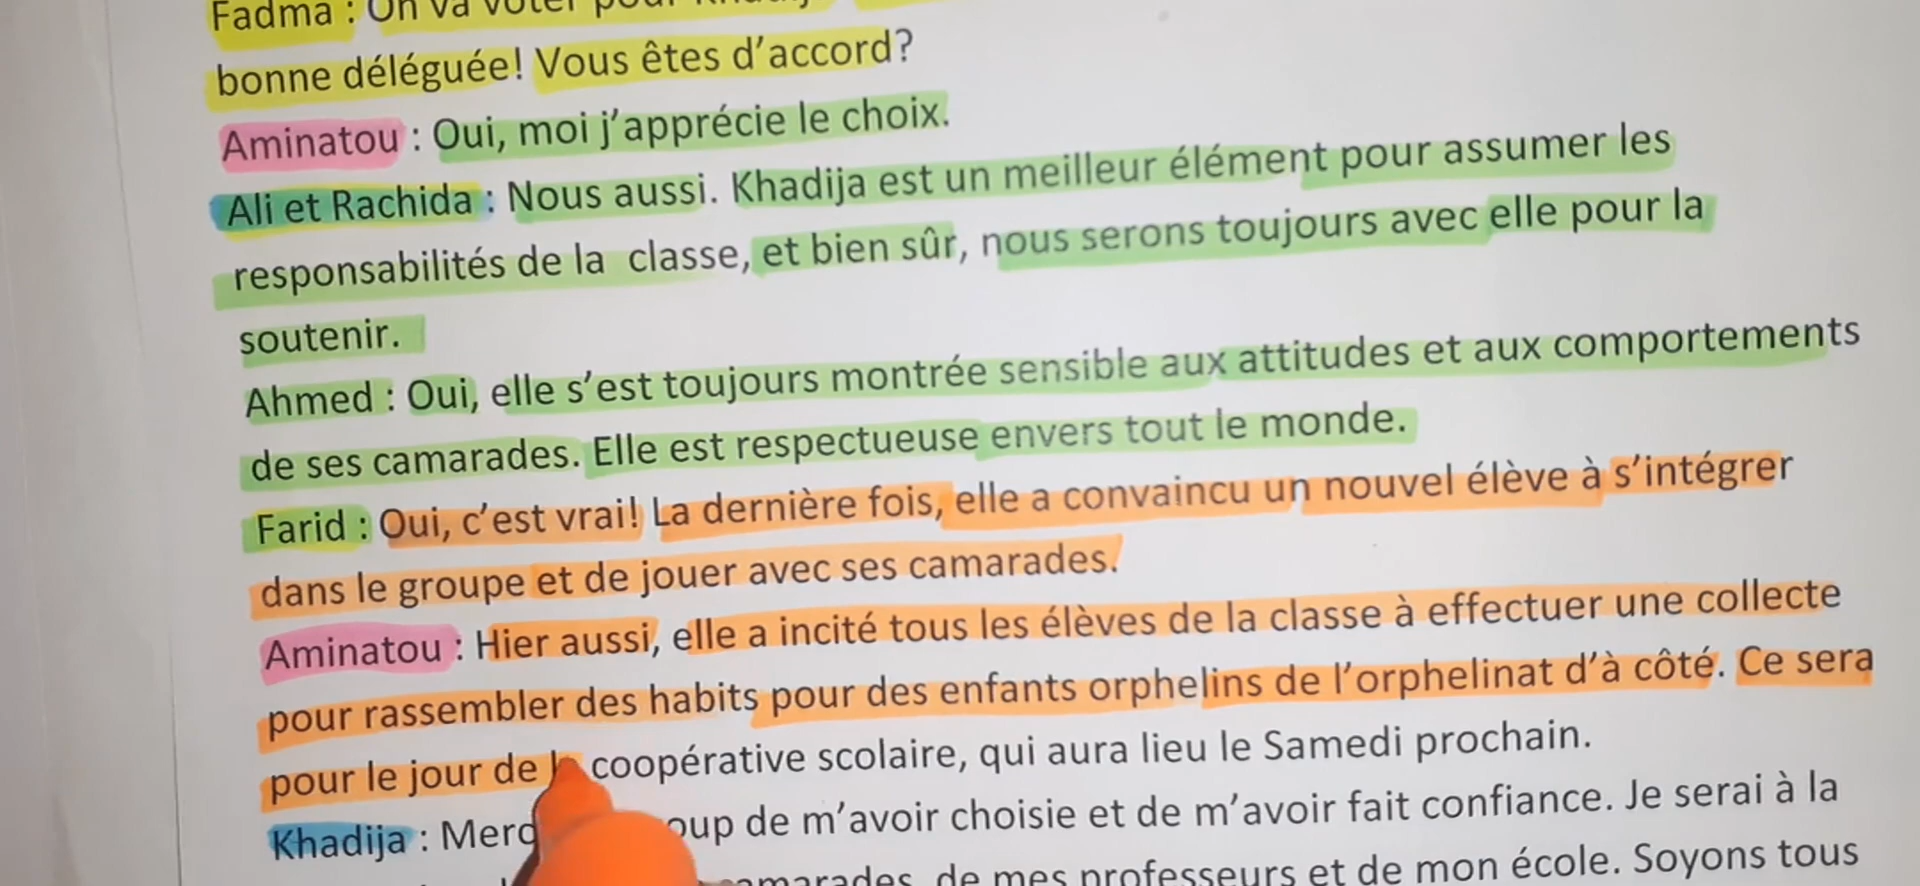 Fadma : On va voter pour
bonne déléguée! Vous êtes d'accord?
Aminatou : Oui, moi j'apprécie le choix.
Ali et Rachida : Nous aussi. Khadija est un meilleur élément pour assumer les
responsabilités de la classe, et bien sûr, nous serons toujours avec elle pour la
soutenir.
Ahmed : Oui, elle s'est toujours montrée sensible aux attitudes et aux comportements
de ses camarades. Elle est respectueuse envers tout le monde.
Farid : Oui, c'est vrai! La dernière fois, elle a convaincu un nouvel élève à s'intégrer
dans le groupe et de jouer avec ses camarades.
Aminatou : Hier aussi, elle a incité tous les élèves de la classe à effectuer une collecte
pour rassembler des habits pour des enfants orphelins de l'orphelinat d'à côté. Ce sera
pour le jour de coopérative scolaire, qui aura lieu le Samedi prochain.
Khadija : de m'avoir choisie et de m'avoir fait confiance. Je serai à la
de mes professeurs et de mon école. Soyons tous